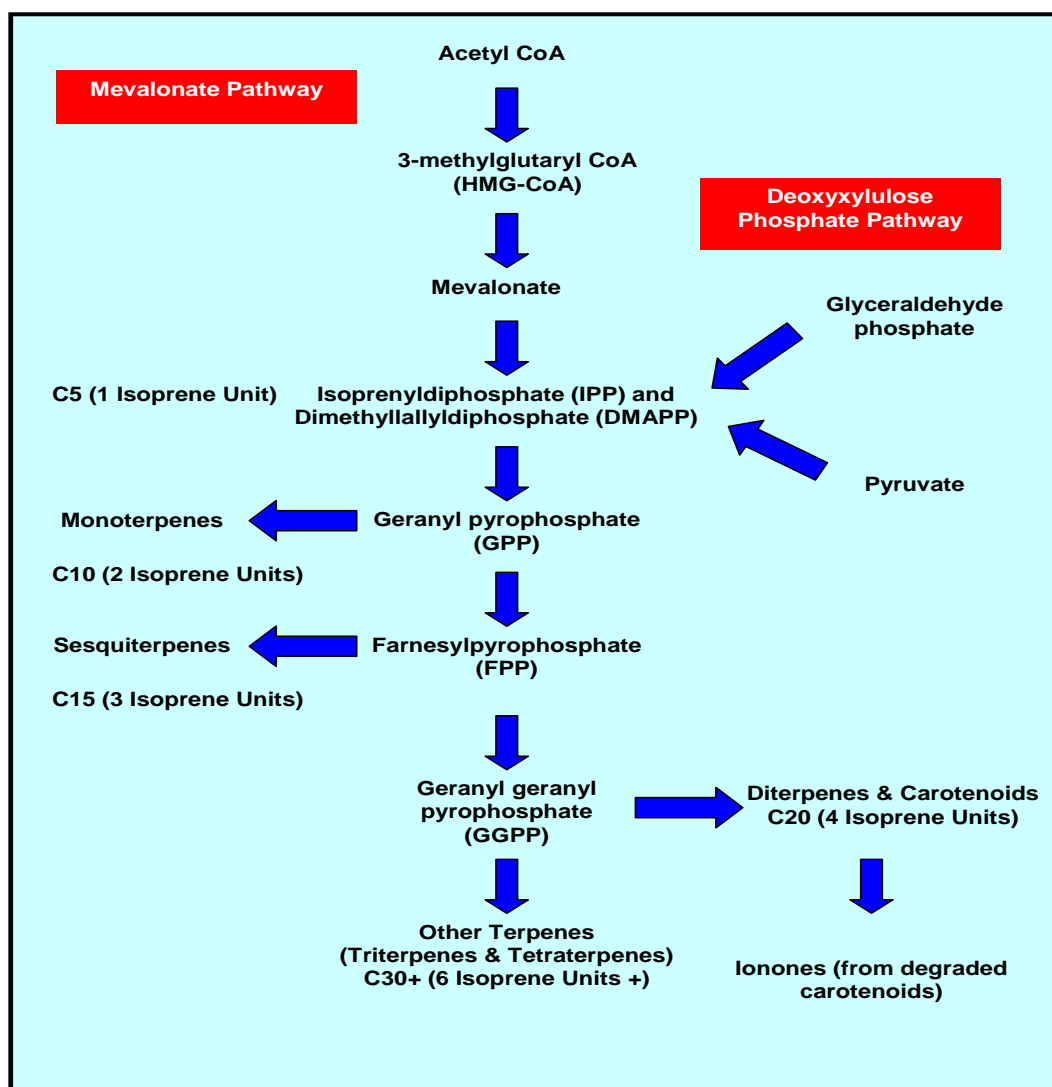 Acetyl CoA
Mevalonate Pathway
3-methylglutaryl CoA
(HMG-CoA)
Deoxyxylulose
Phosphate Pathway
Mevalonate
Glyceraldehyde
phosphate
C5 (1 Isoprene Unit)
Isoprenyldiphosphate (IPP) and
Dimethyllallyldiphosphate (DMAPP)
Pyruvate
Monoterpenes
Geranyl pyrophosphate
(GPP)
C10 (2 Isoprene Units)
Sesquiterpenes
Farnesylpyrophosphate
(FPP)
C15 (3 Isoprene Units)
Geranyl geranyl
pyrophosphate
(GGPP)
Diterpenes & Carotenoids
C20 (4 Isoprene Units)
Other Terpenes
(Triterpenes & Tetraterpenes)
C30+ (6 Isoprene Units +)
Ionones (from degraded
carotenoids)